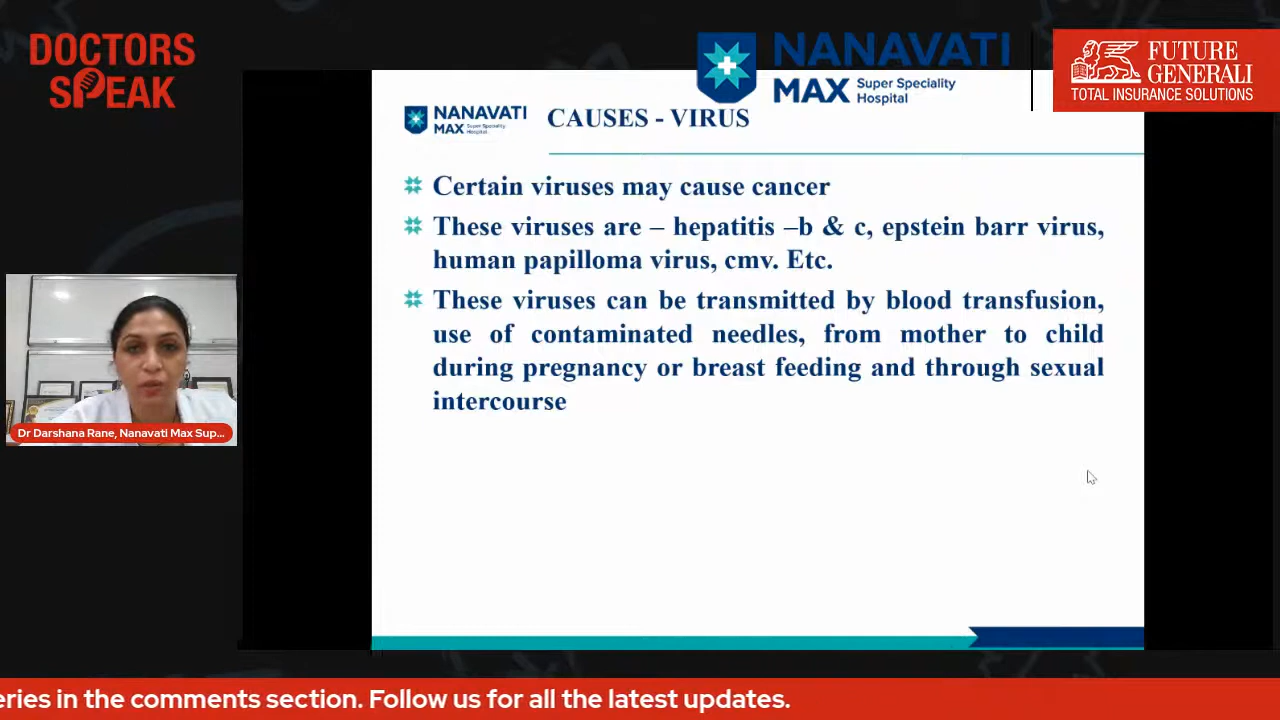 DOCTORS
SPEAK
NANAVATI
MAX Super Speciality
Hospital
FUTURE
GENERALI
TOTAL INSURANCE SOLUTIONS
NANAVATI
MAX Super Speciality
Hospital
CAUSES - VIRUS
Certain viruses may cause cancer
These viruses are – hepatitis –b & c, epstein barr virus,
human papilloma virus, cmv. Etc.
These viruses can be transmitted by blood transfusion,
use of contaminated needles, from mother to child
during pregnancy or breast feeding and through sexual
intercourse
Dr Darshana Rane, Nanavati Max Sup...
eries in the comments section. Follow us for all the latest updates.